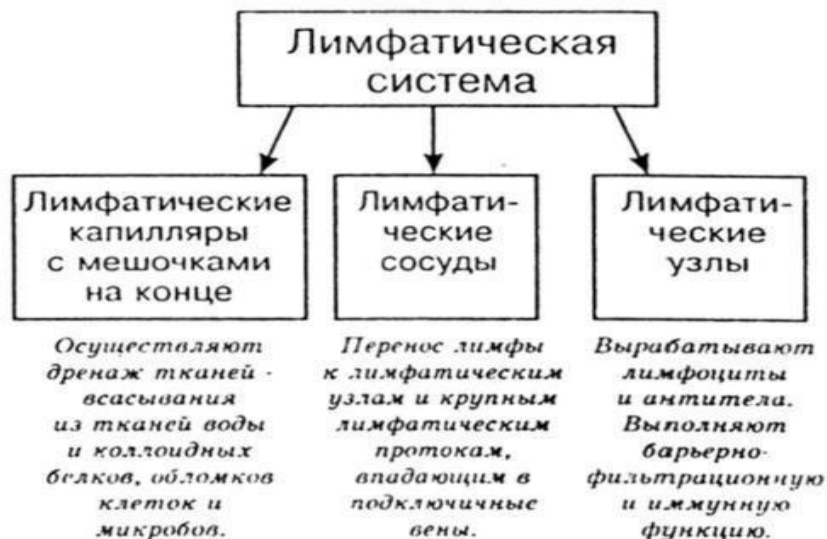 Лимфатическая
система
Лимфатические
капилляры
с мешочками
на конце
Лимфати-
ческие
сосуды
Лимфати-
ческие
узлы
Осуществляют
дренаж тканей -
всасывания
из тканей воды
и коллоидных
белков, обломков
клеток и
микробов.
Перенос лимфы
к лимфатическим
узлам и крупным
лимфатическим
протокам,
впадающим в
подключичные
вены.
Вырабатывают
лимфоциты
и антитела.
Выполняют
барьерно-
фильтрационную
и иммунную
функцию.